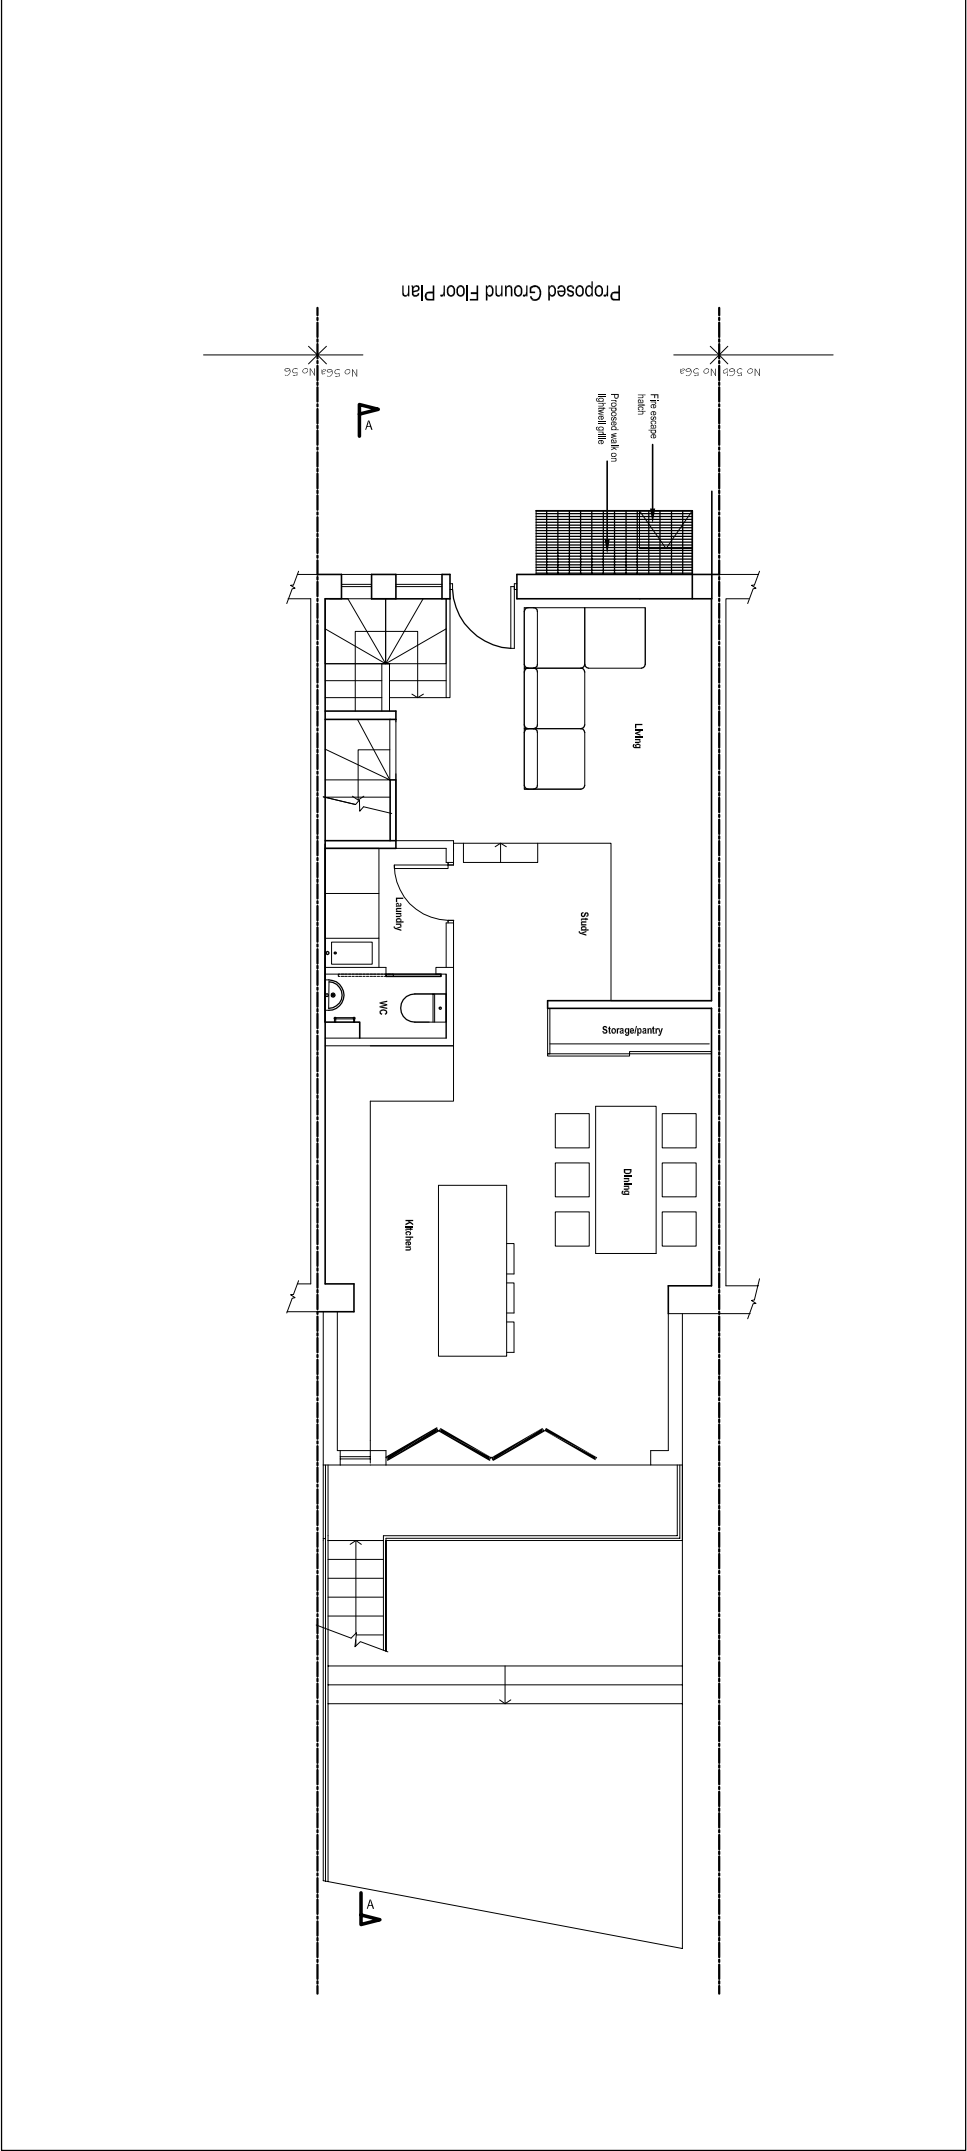 Proposed Ground Floor Plan
No 56
No 56a
No 56a
No 56b
A
Fire escape
hatch
Proposed walk on
lightwell grille
Living
Study
Laundry
WC
Storage/pantry
Dining
Kitchen
A